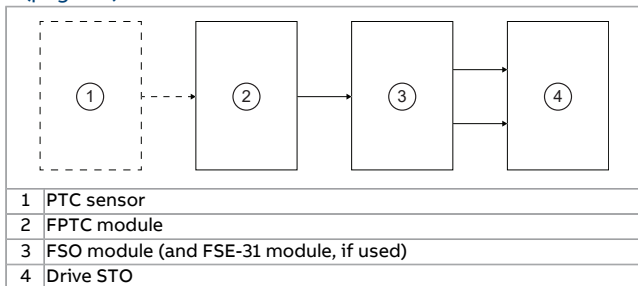 1
2
3
4
1 PTC sensor
2 FPTC module
3 FSO module (and FSE-31 module, if used)
4 Drive STO